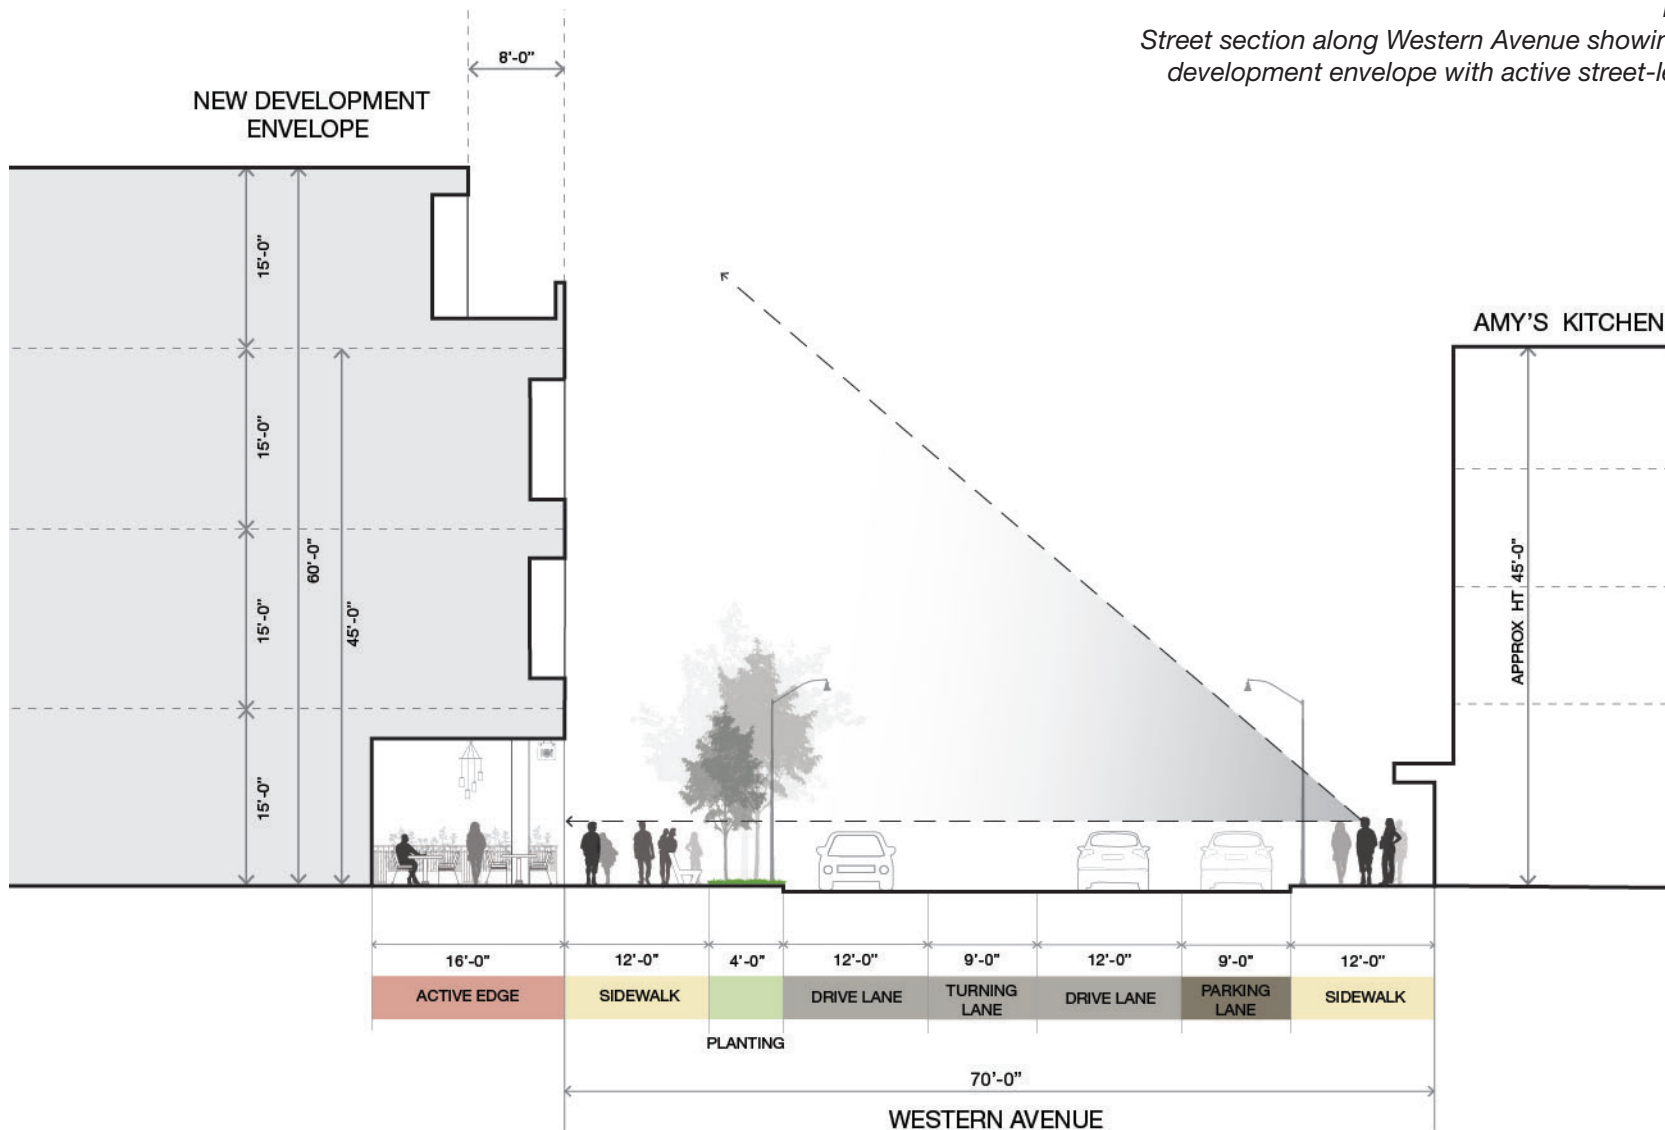 Street section along Western Avenue
development envelope with active
8'-0"
NEW DEVELOPMENT
ENVELOPE
15'-0"
15'-0"
60'-0"
15'-0"
45'-0"
15'-0"
AMY'S KITCHEN
APPROX HT 45'-0"
16'-0"
12'-0"
4'-0"
12'-0"
9'-0"
12'-0"
9'-0"
12'-0"
ACTIVE EDGE
SIDEWALK
DRIVE LANE
TURNING
LANE
DRIVE LANE
PARKING
LANE
SIDEWALK
PLANTING
70'-0"
WESTERN AVENUE